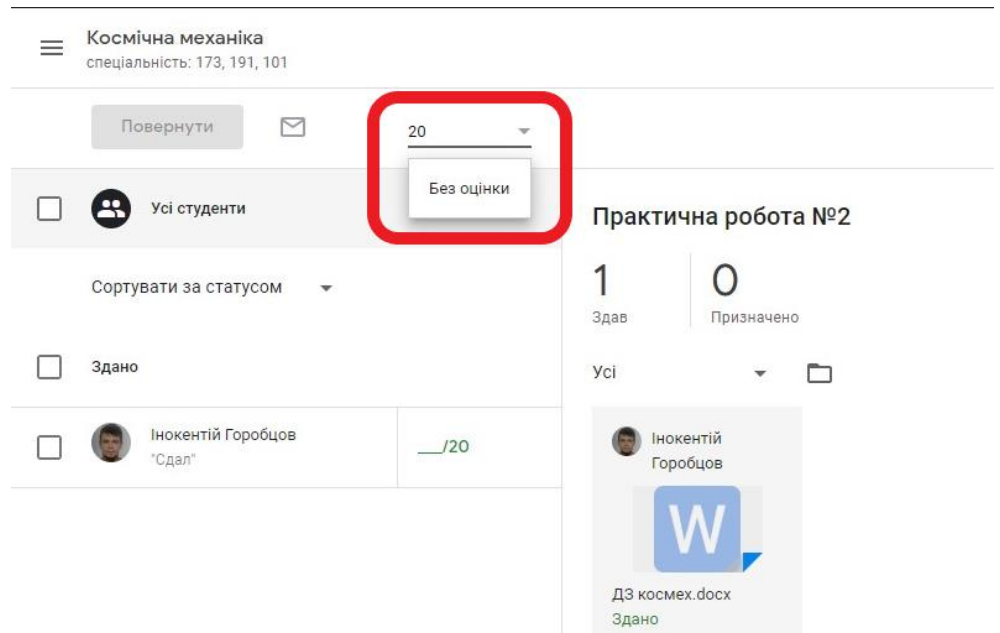 Космічна механіка
спеціальність: 173, 191, 101
Повернути
20
Без оцінки
Усі студенти
Сортувати за статусом
Здано
Інокентій Горобцов
"Сдал"
__/20
Практична робота №2
1
0
Здав
Призначено
Усі
Інокентій
Горобцов
W
ДЗ космех.docx
Здано